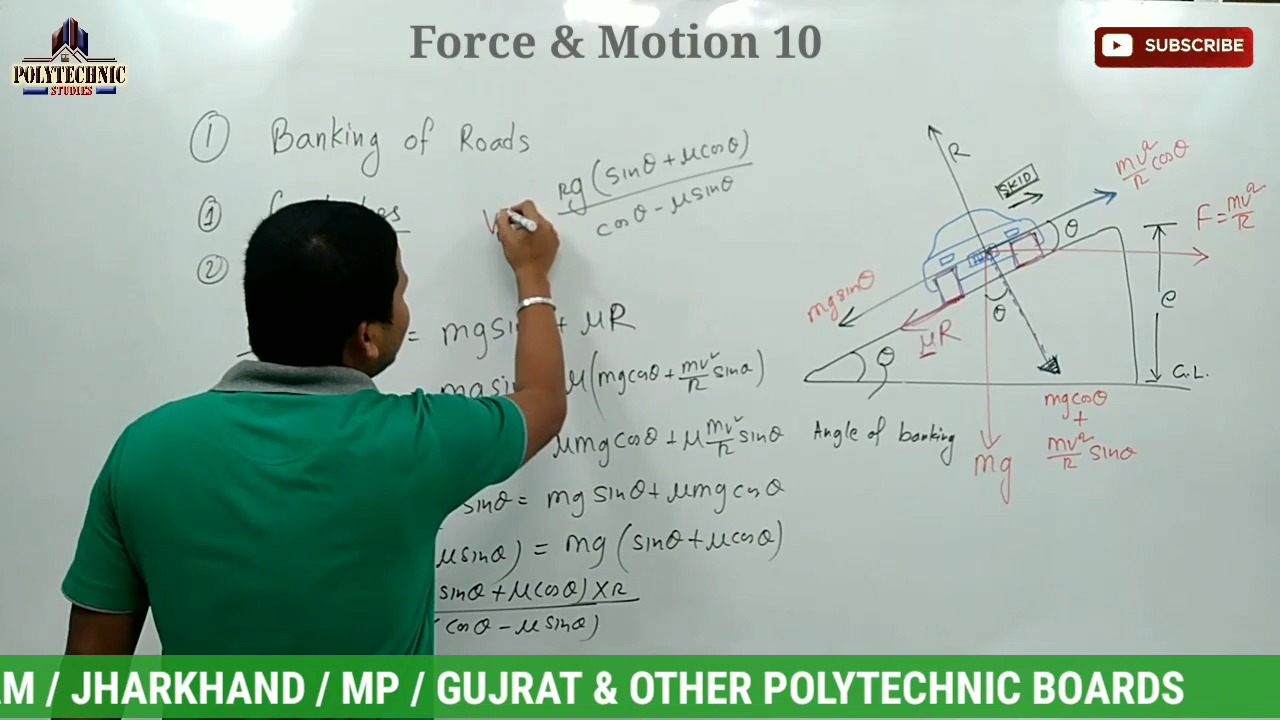 Force & Motion 10
SUBSCRIBE
POLYTECHNIC
STUDIES
① Banking of Roads
①
②
Rg (sinθ + μcosθ)
cosθ - μsinθ
= mgsin + μR
μ(mgcosθ + mv²/R sinθ)
μmgcosθ + μ mv²/R sinθ
sinθ = mg sinθ + μmg cosθ
μsinθ) = mg (sinθ + μcosθ)
sinθ + μcosθ) × R
(cosθ - μ sinθ)
R
SKID
mv²/R cosθ
F = mv²/R
θ
mgsinθ
μR
θ
θ
e
G.L.
Angle of banking
mg
mgcosθ
+
mv²/R sinθ
AM / JHARKHAND / MP / GUJRAT & OTHER POLYTECHNIC BOARDS